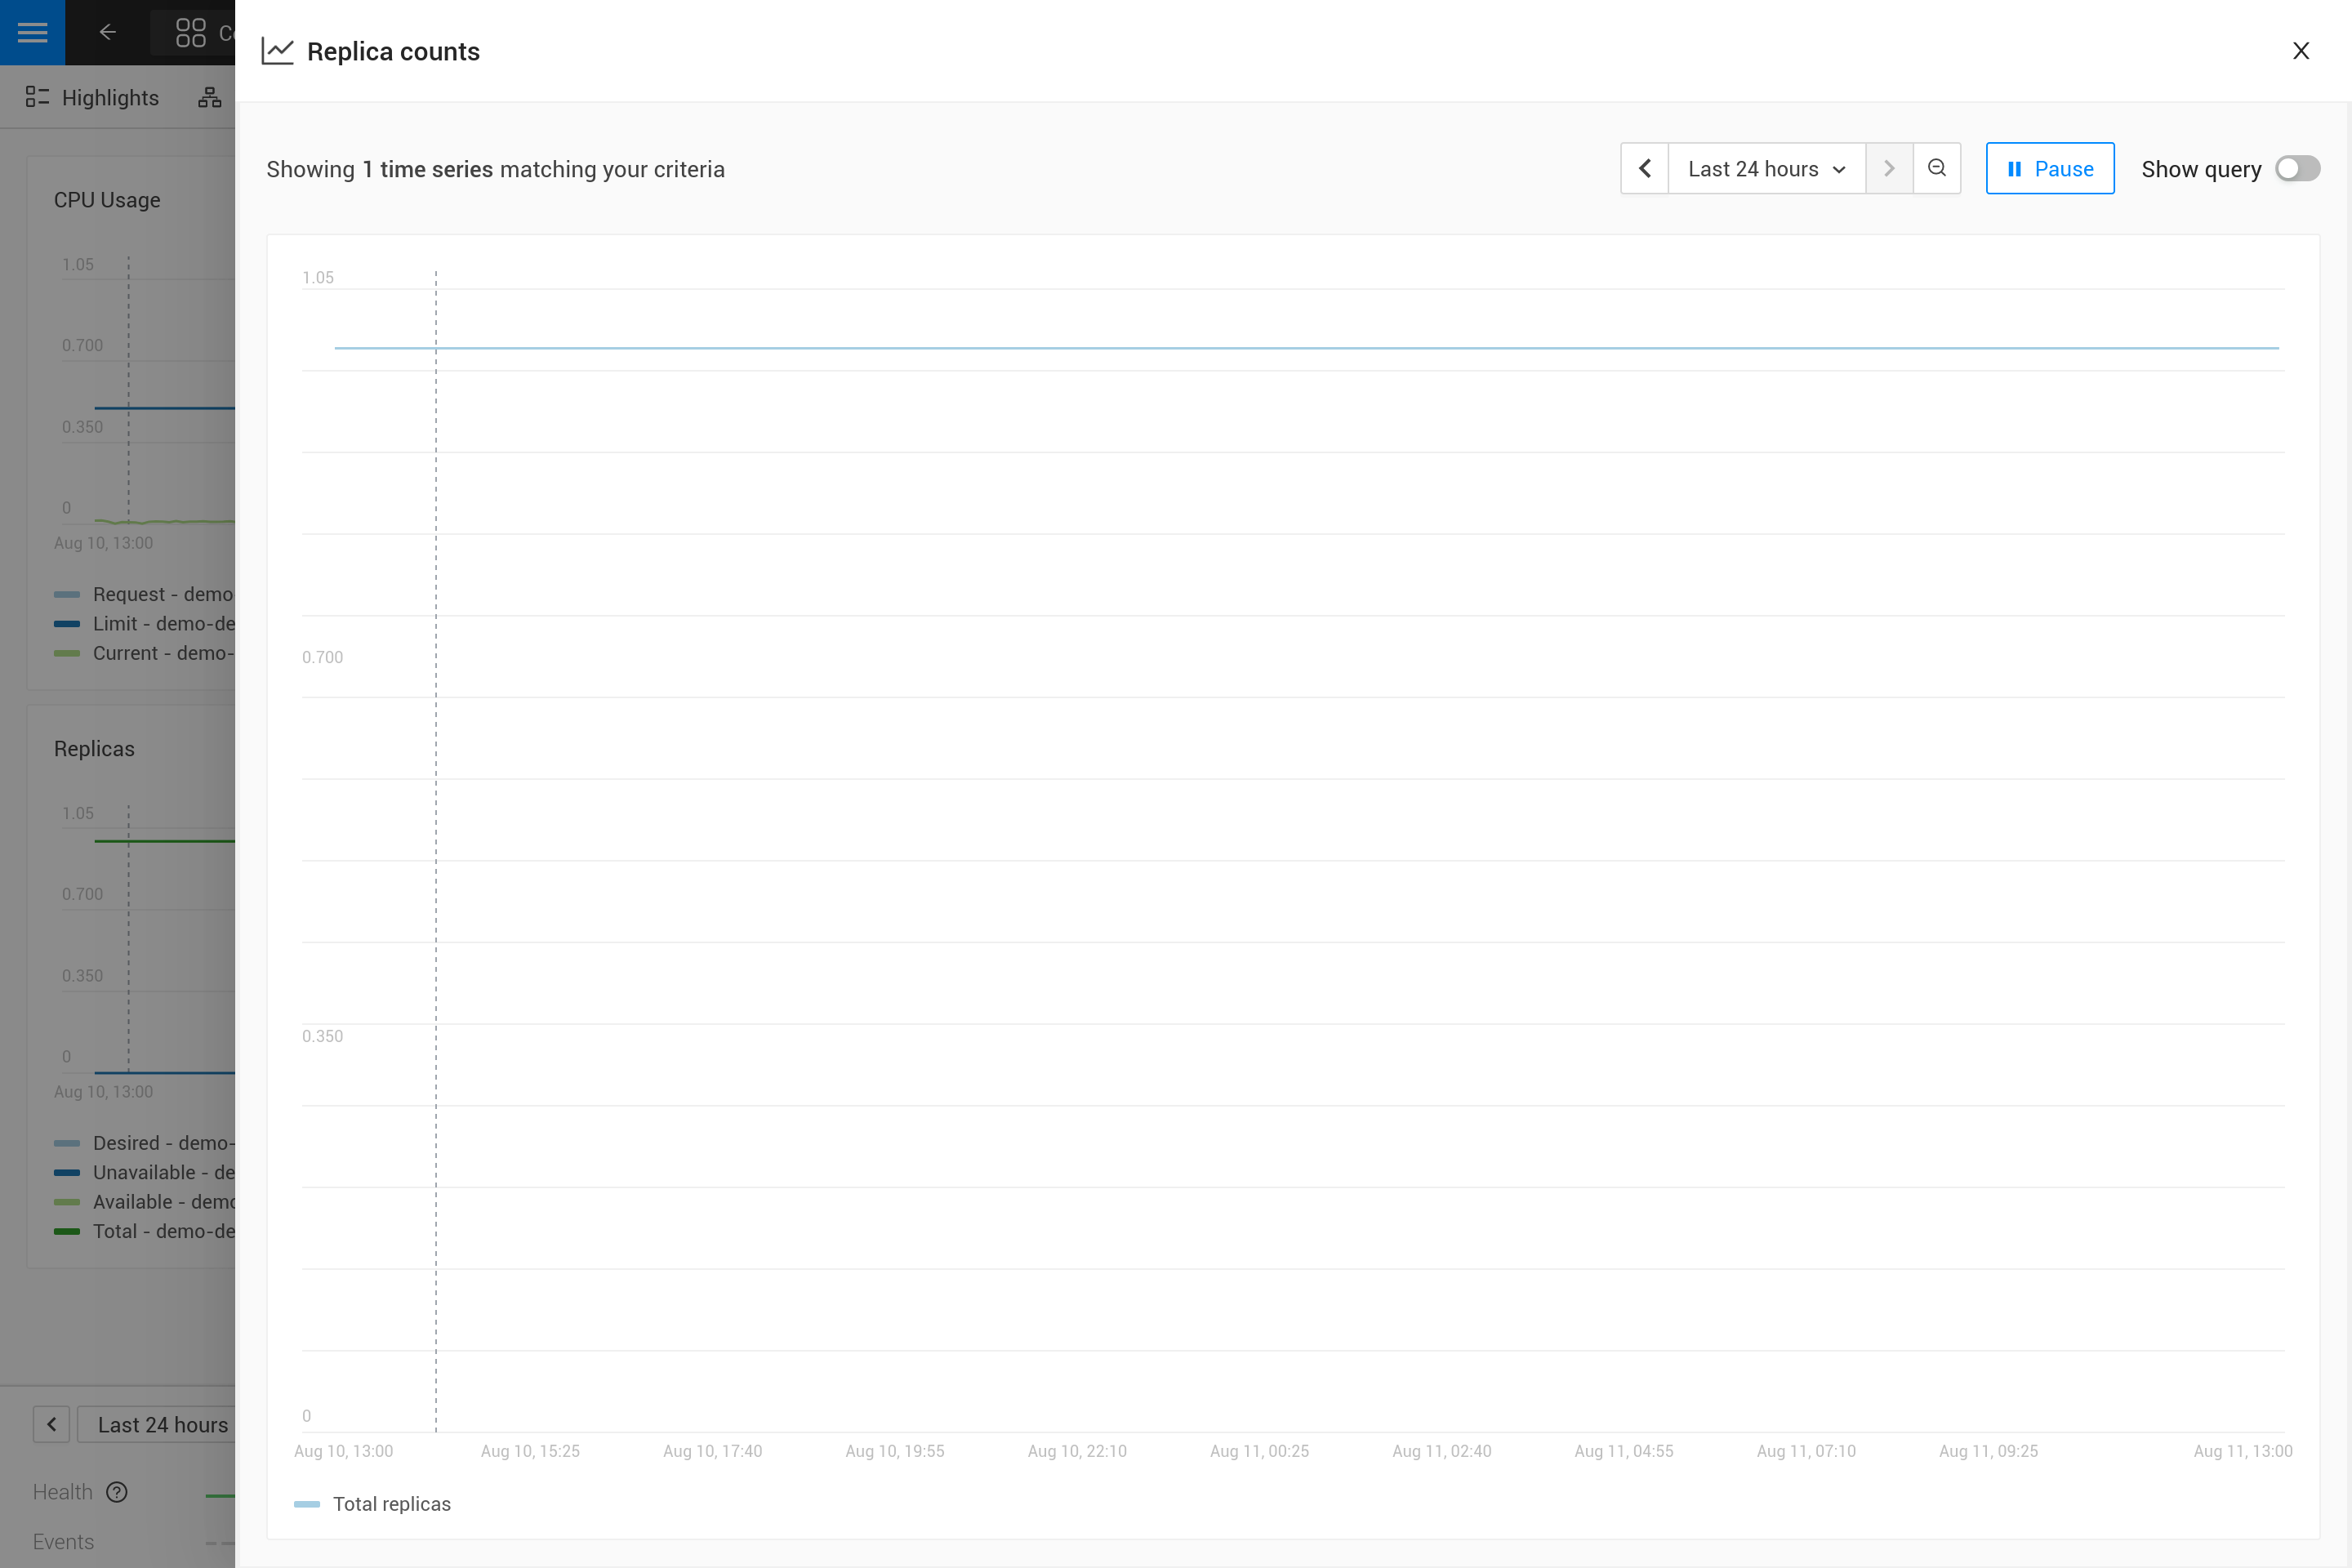 Replica counts
X
Highlights
Showing 1 time series matching your criteria
Last 24 hours
Pause
Show query
CPU Usage
1.05
0.700
0.350
0
Aug 10, 13:00
Request - demo
Limit - demo-de
Current - demo-
Replicas
1.05
0.700
0.350
0
Aug 10, 13:00
Desired - demo-
Unavailable - de
Available - demo
Total - demo-de
Last 24 hours
Health ?
Events
1.05
0.700
0.350
0
Aug 10, 13:00 Aug 10, 15:25 Aug 10, 17:40 Aug 10, 19:55 Aug 10, 22:10 Aug 11, 00:25 Aug 11, 02:40 Aug 11, 04:55 Aug 11, 07:10 Aug 11, 09:25 Aug 11, 13:00
Total replicas